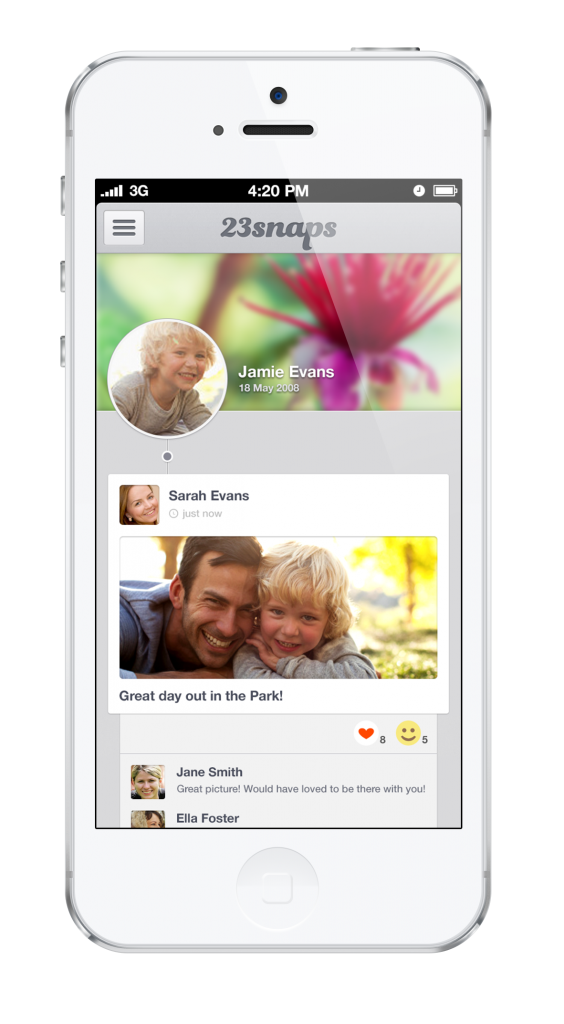 3G 4:20 PM
23snaps
Jamie Evans
18 May 2008
Sarah Evans
just now
Great day out in the Park!
8 5
Jane Smith
Great picture! Would have loved to be there with you!
Ella Foster